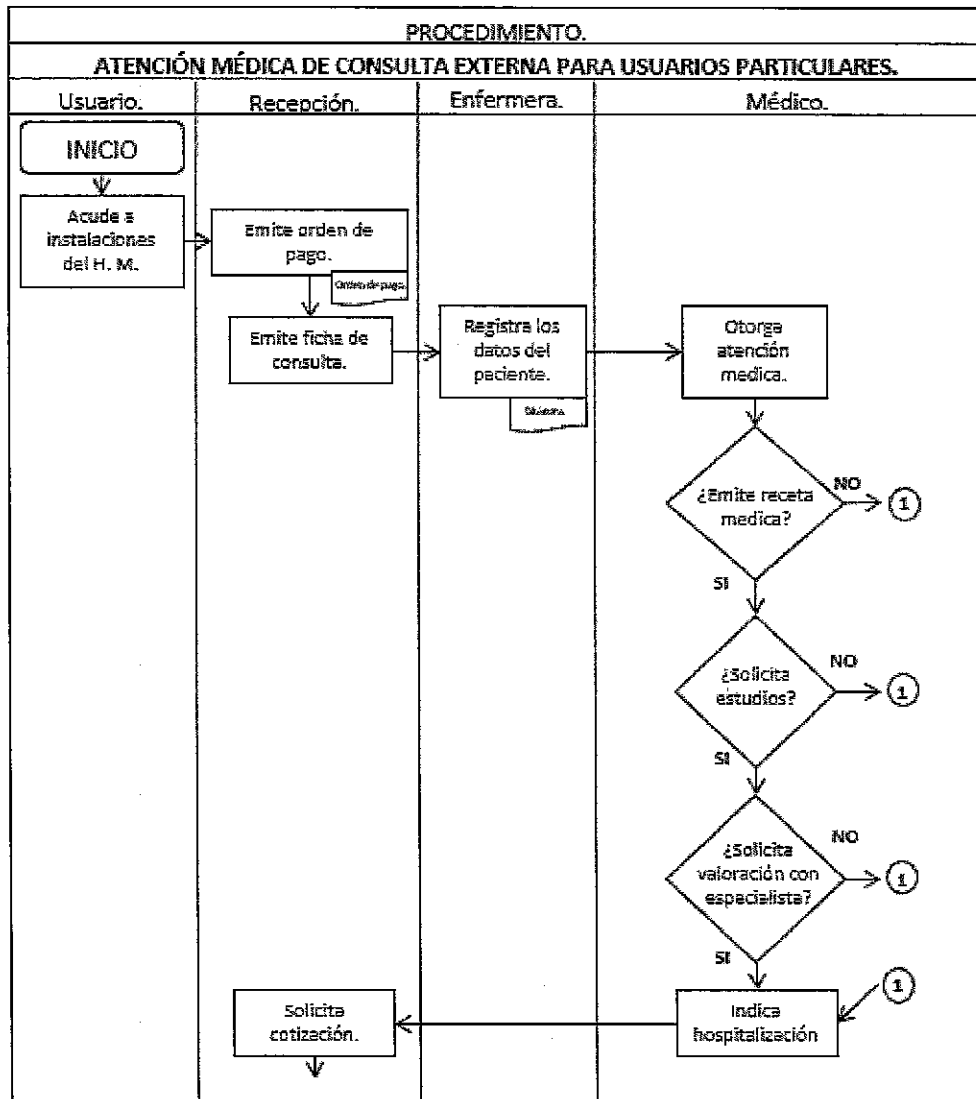 PROCEDIMIENTO.
ATENCIÓN MÉDICA DE CONSULTA EXTERNA PARA USUARIOS PARTICULARES.
Usuario.
Recepción.
Enfermera.
Médico.
INICIO
Acude a
instalaciones
del H. M.
Emite orden de
pago.
Orden de pago.
Emite ficha de
consulta.
Registra los
datos del
paciente.
Otorga
atención
medica.
¿Emite receta
medica?
NO
1
SI
¿Solicita
estudios?
NO
1
SI
¿Solicita
valoración con
especialista?
NO
1
SI
1
Solicita
cotización.
Indica
hospitalización